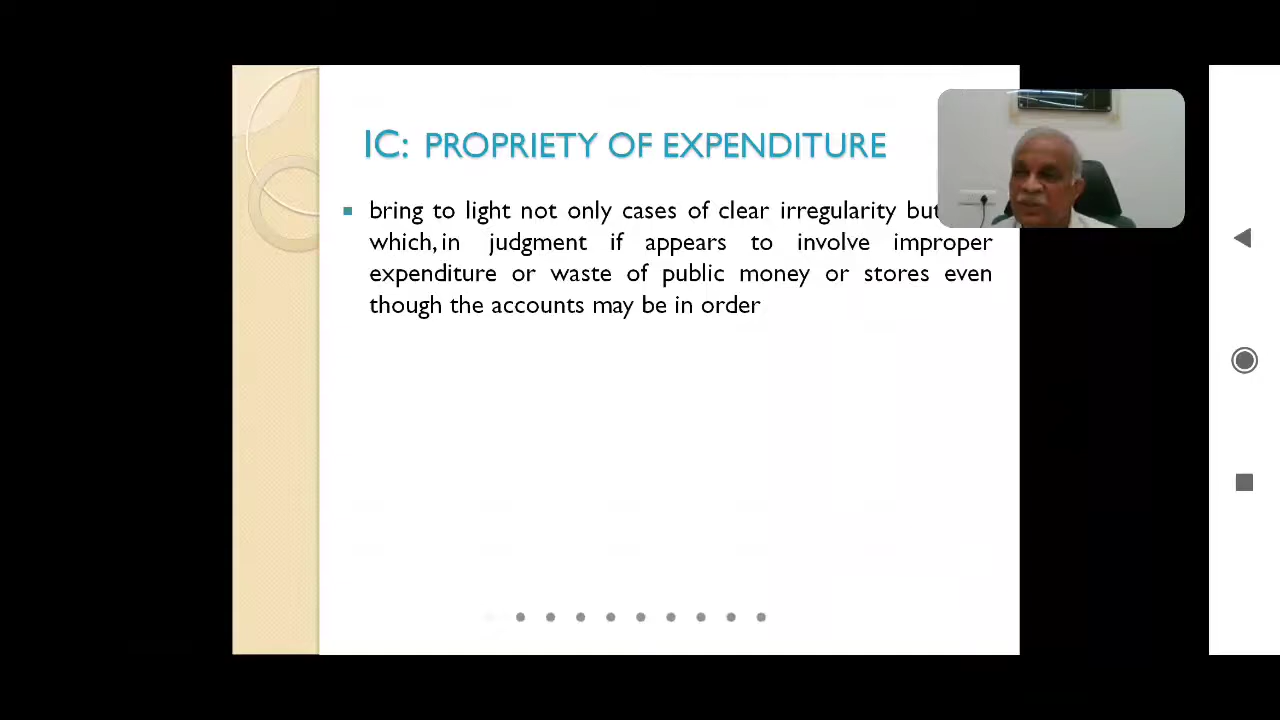 IC: PROPRIETY OF EXPENDITURE
bring to light not only cases of clear irregularity but
which, in judgment if appears to involve improper
expenditure or waste of public money or stores even
though the accounts may be in order